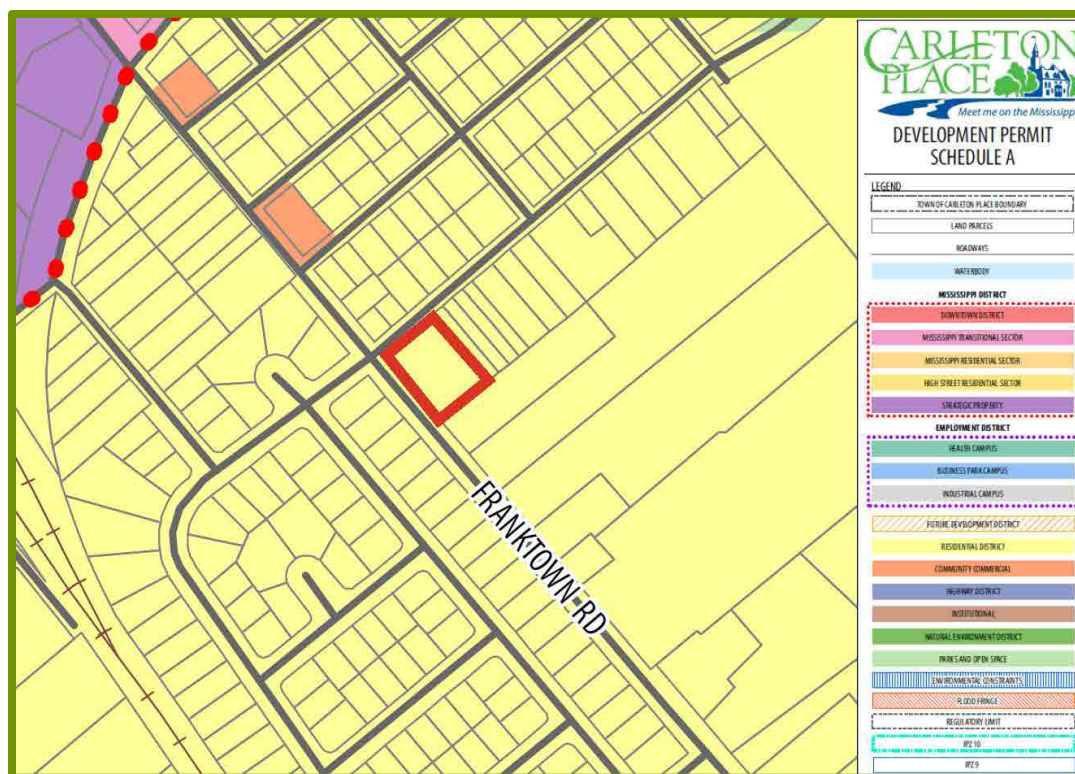 FRANKTOWN RD
CARLETON
PLACE
Meet me on the Mississippi
DEVELOPMENT PERMIT
SCHEDULE A
LEGEND
TOWN OF CARLETON PLACE BOUNDARY
LAND PARCELS
ROADWAYS
WATERBODY
MISSISSIPPI DISTRICT
DOWNTOWN DISTRICT
MISSISSIPPI TRANSITIONAL SECTOR
MISSISSIPPI RESIDENTIAL SECTOR
HIGH STREET RESIDENTIAL SECTOR
STRATEGIC PROPERTY
EMPLOYMENT DISTRICT
HEALTH CAMPUS
BUSINESS PARK CAMPUS
INDUSTRIAL CAMPUS
FUTURE DEVELOPMENT DISTRICT
RESIDENTIAL DISTRICT
COMMUNITY COMMERCIAL
HIGHWAY DISTRICT
INSTITUTIONAL
NATURAL ENVIRONMENT DISTRICT
PARKS AND OPEN SPACE
ENVIRONMENTAL CONSTRAINTS
FLOOD FRINGE
REGULATORY LIMIT
IPZ 10
IPZ 9